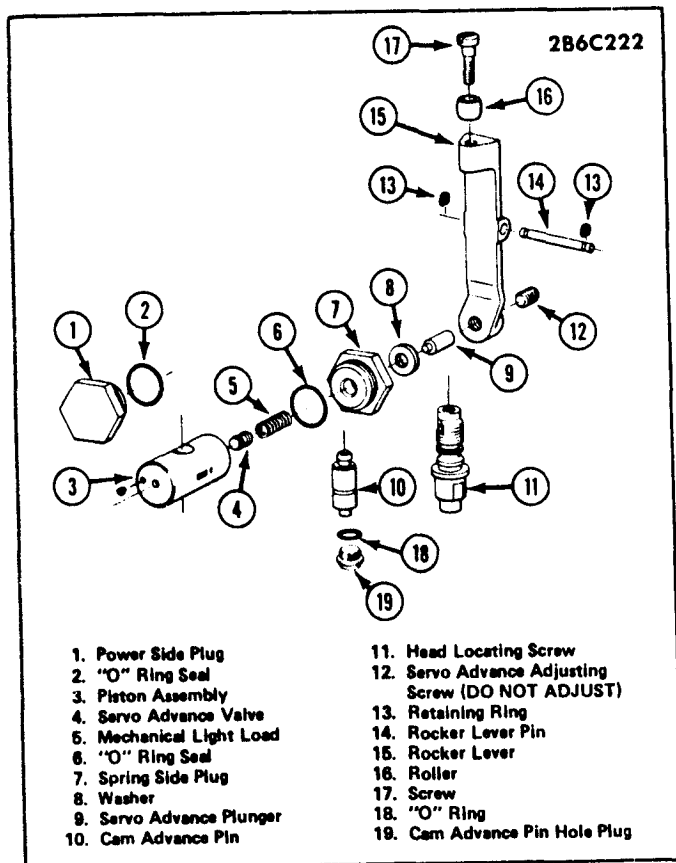 2B6C222
17
16
15
13
14
13
8
7
12
6
2
1
9
5
3
4
10
11
18
19
1. Power Side Plug
2. "O" Ring Seal
3. Piston Assembly
4. Servo Advance Valve
5. Mechanical Light Load
6. "O" Ring Seal
7. Spring Side Plug
8. Washer
9. Servo Advance Plunger
10. Cam Advance Pin
11. Head Locating Screw
12. Servo Advance Adjusting
Screw (DO NOT ADJUST)
13. Retaining Ring
14. Rocker Lever Pin
15. Rocker Lever
16. Roller
17. Screw
18. "O" Ring
19. Cam Advance Pin Hole Plug